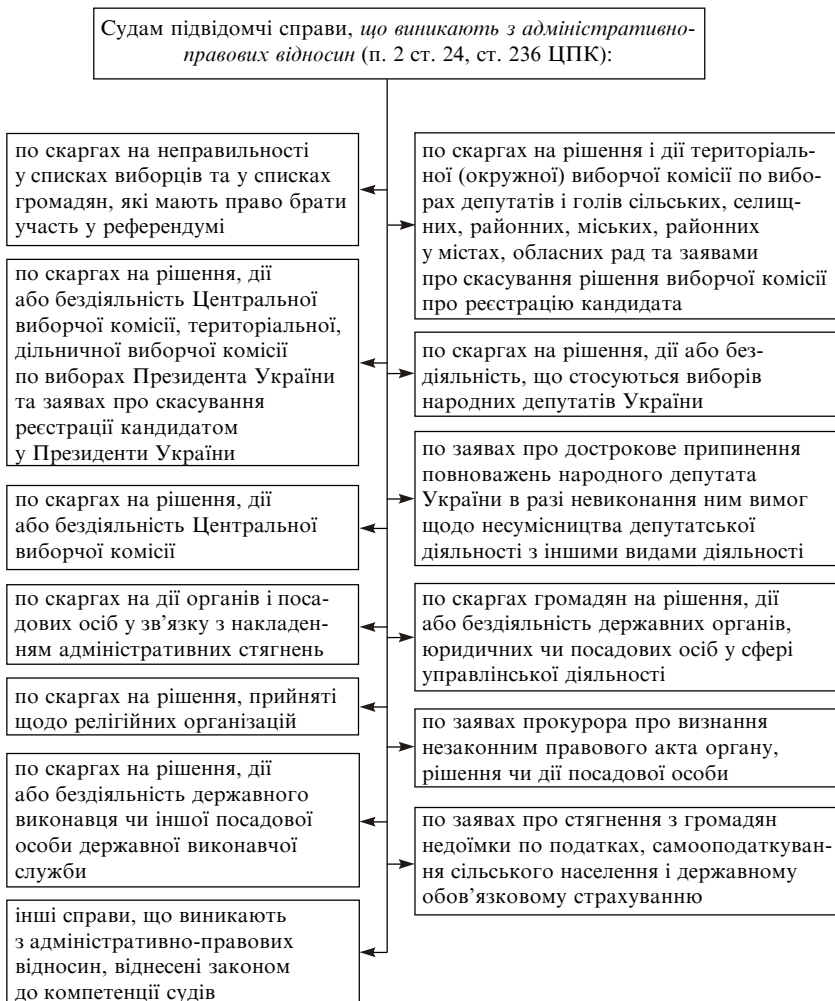 Судам підвідомчі справи, що виникають з адміністративно-
правових відносин (п. 2 ст. 24, ст. 236 ЦПК):
по скаргах на неправильності
у списках виборців та у списках
громадян, які мають право брати
участь у референдумі
по скаргах на рішення, дії
або бездіяльність Центральної
виборчої комісії, територіальної,
дільничної виборчої комісії
по виборах Президента України
та заявах про скасування
реєстрації кандидатом
у Президенти України
по скаргах на рішення, дії
або бездіяльність Центральної
виборчої комісії
по скаргах на дії органів і поса-
дових осіб у зв'язку з накладен-
ням адміністративних стягнень
по скаргах на рішення, прийняті
щодо релігійних організацій
по скаргах на рішення, дії
або бездіяльність державного
виконавця чи іншої посадової
особи державної виконавчої
служби
інші справи, що виникають
з адміністративно-правових
відносин, віднесені законом
до компетенції судів
по скаргах на рішення і дії територіаль-
ної (окружної) виборчої комісії по вибо-
рах депутатів і голів сільських, селищ-
них, районних, міських, районних
у містах, обласних рад та заявами
про скасування рішення виборчої комісії
про реєстрацію кандидата
по скаргах на рішення, дії або без-
діяльність, що стосуються виборів
народних депутатів України
по заявах про дострокове припинення
повноважень народного депутата
України в разі невиконання ним вимог
щодо несумісництва депутатської
діяльності з іншими видами діяльності
по скаргах громадян на рішення, дії
або бездіяльність державних органів,
юридичних чи посадових осіб у сфері
управлінської діяльності
по заявах прокурора про визнання
незаконним правового акта органу,
рішення чи дії посадової особи
по заявах про стягнення з громадян
недоїмки по податках, самооподаткуван-
ня сільського населення і державному
обов'язковому страхуванню